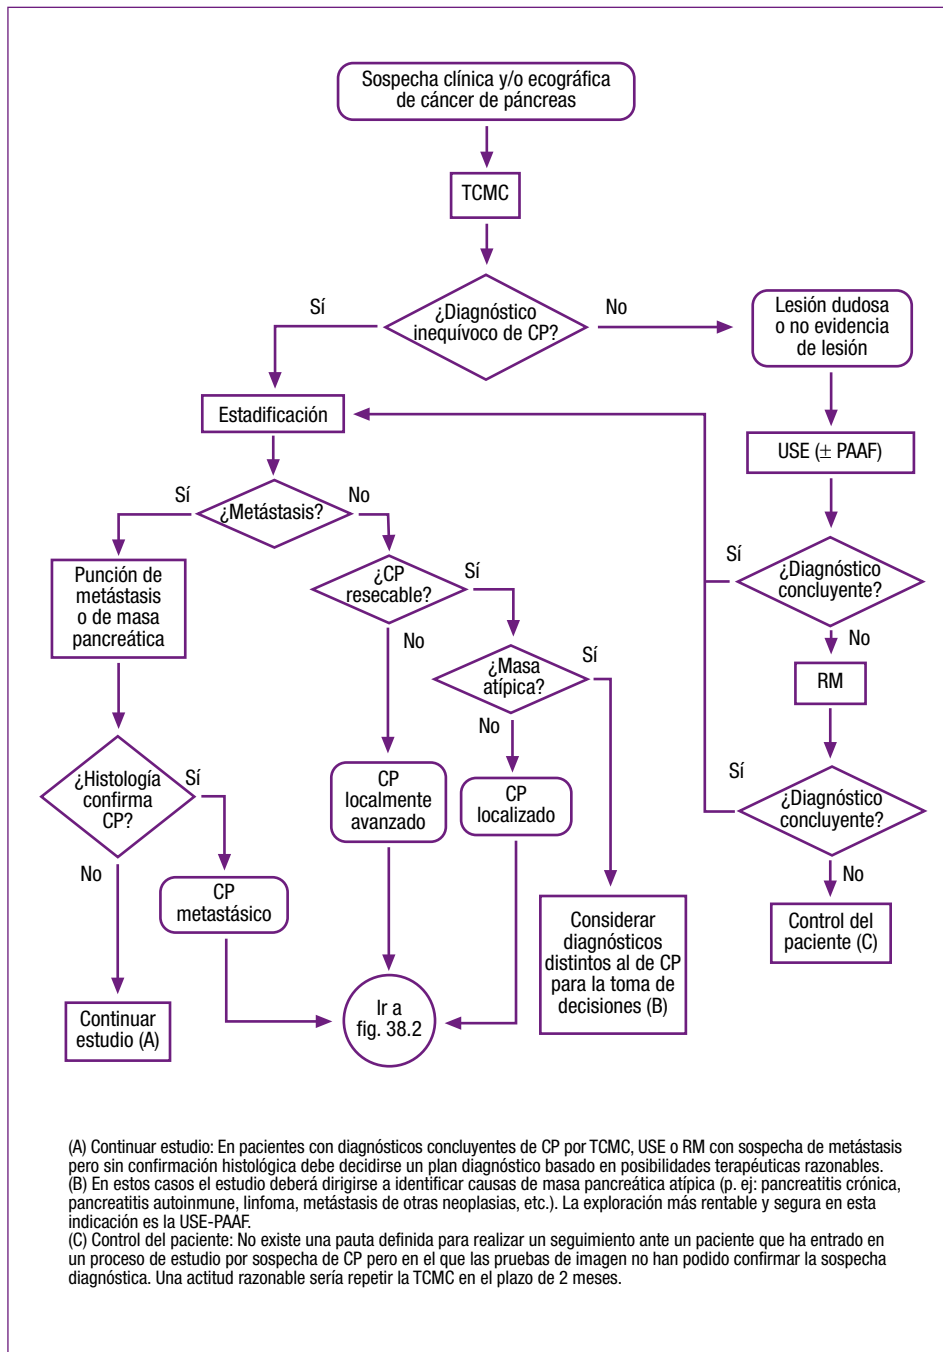 Sospecha clínica y/o ecográfica
de cáncer de páncreas
TCMC
¿Diagnóstico
inequívoco de CP?
Sí
No
Lesión dudosa
o no evidencia
de lesión
Estadificación
USE (± PAAF)
¿Metástasis?
Sí
No
¿Diagnóstico
concluyente?
Sí
No
Punción de
metástasis
o de masa
pancreática
¿CP
resecable?
Sí
No
RM
¿Masa
atípica?
Sí
No
¿Histología
confirma
CP?
Sí
No
CP
localmente
avanzado
CP
localizado
¿Diagnóstico
concluyente?
Sí
No
CP
metastásico
Considerar
diagnósticos
distintos al de CP
para la toma de
decisiones (B)
Control del
paciente (C)
Continuar
estudio (A)
Ir a
fig. 38.2
(A) Continuar estudio: En pacientes con diagnósticos concluyentes de CP por TCMC, USE o RM con sospecha de metástasis
pero sin confirmación histológica debe decidirse un plan diagnóstico basado en posibilidades terapéuticas razonables.
(B) En estos casos el estudio deberá dirigirse a identificar causas de masa pancreática atípica (p. ej: pancreatitis crónica,
pancreatitis autoinmune, linfoma, metástasis de otras neoplasias, etc.). La exploración más rentable y segura en esta
indicación es la USE-PAAF.
(C) Control del paciente: No existe una pauta definida para realizar un seguimiento ante un paciente que ha entrado en
un proceso de estudio por sospecha de CP pero en el que las pruebas de imagen no han podido confirmar la sospecha
diagnóstica. Una actitud razonable sería repetir la TCMC en el plazo de 2 meses.